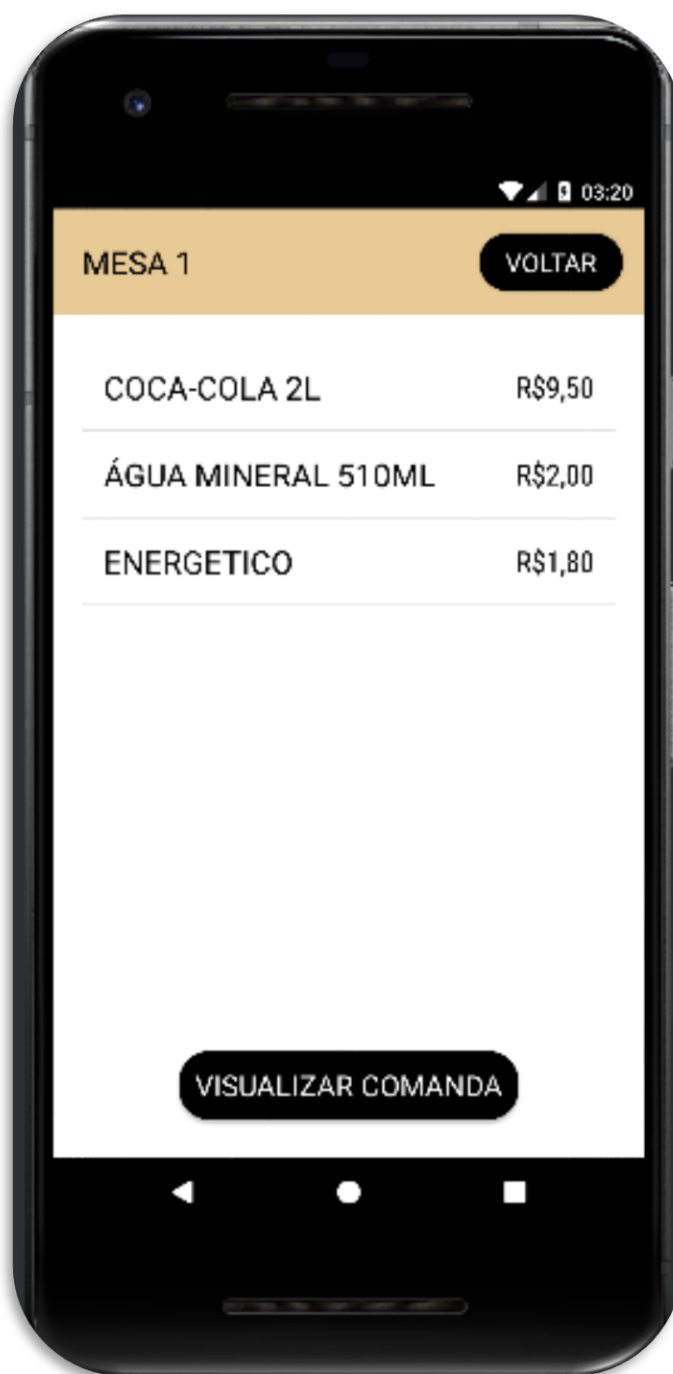 03:20
MESA 1 VOLTAR
COCA-COLA 2L R$9,50
ÁGUA MINERAL 510ML R$2,00
ENERGETICO R$1,80
VISUALIZAR COMANDA